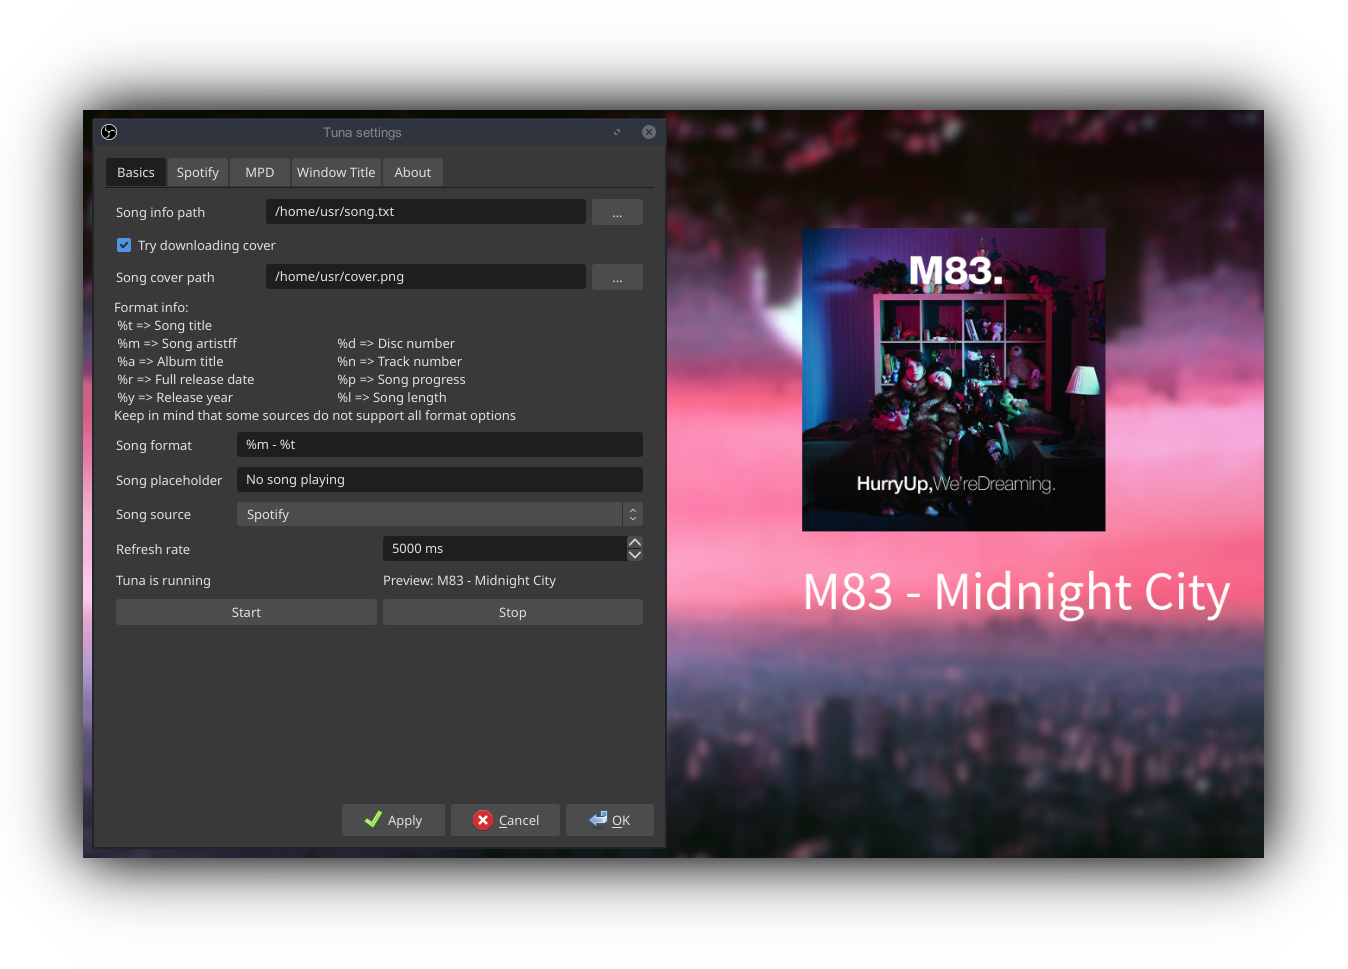 Tuna settings
Basics Spotify MPD Window Title About
Song info path /home/usr/song.txt ...
Try downloading cover
Song cover path /home/usr/cover.png ...
Format info:
%t => Song title
%m => Song artistff %d => Disc number
%a => Album title %n => Track number
%r => Full release date %p => Song progress
%y => Release year %l => Song length
Keep in mind that some sources do not support all format options
Song format %m - %t
Song placeholder No song playing
Song source Spotify
Refresh rate 5000 ms
Tuna is running Preview: M83 - Midnight City
Start Stop
Apply Cancel OK
M83.
HurryUp,We'reDreaming.
M83 - Midnight City